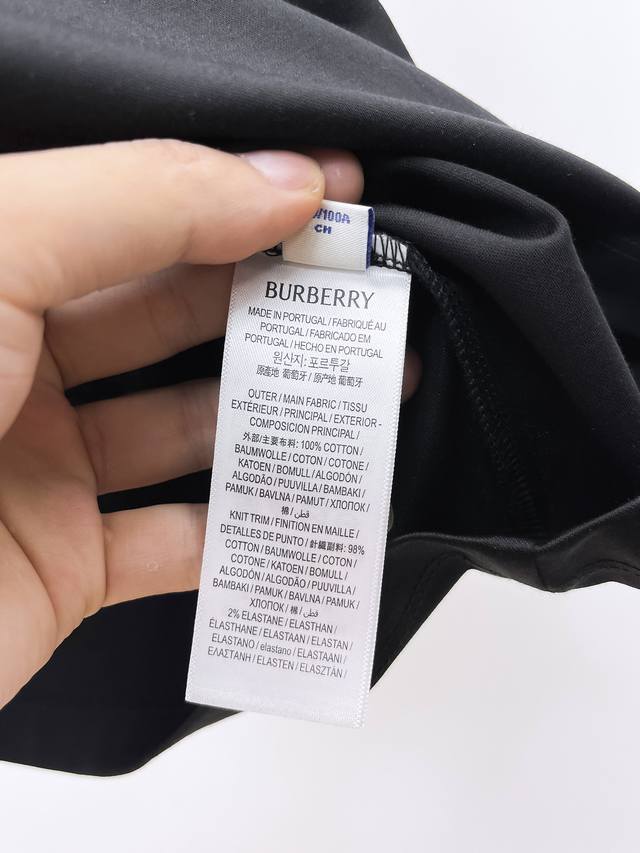 /100A
CH
BURBERRY
MADE IN PORTUGAL / FABRIQUÉ AU
PORTUGAL / FABRICADO EM
PORTUGAL / HECHO EN PORTUGAL
원산지: 포르투갈
原產地 葡萄牙 / 原产地 葡萄牙
OUTER / MAIN FABRIC / TISSU
EXTÉRIEUR / PRINCIPAL / EXTERIOR -
COMPOSICION PRINCIPAL /
外部/主要布料: 100% COTTON /
BAUMWOLLE / COTON / COTONE /
KATOEN / BOMULL / ALGODÓN /
ALGODÃO / PUUVILLA / BAMBAKI /
PAMUK / BAVLNA / PAMUT / ХЛОПОК /
棉 / قطن /
KNIT TRIM / FINITION EN MAILLE /
DETALLES DE PUNTO / 針織副料: 98%
COTTON / BAUMWOLLE / COTON /
COTONE / KATOEN / BOMULL /
ALGODÓN / ALGODÃO / PUUVILLA /
BAMBAKI / PAMUK / BAVLNA / PAMUK /
ХЛОПОК / 棉 / قطن /
2% ELASTANE / ELASTHAN /
ÉLASTHANE / ELASTAAN / ELASTAN /
ELASTANO / elastano / ELASTAANI /
ΕΛΑΣΤΑΝΗ / ELASTEN / ELASZTÁN /